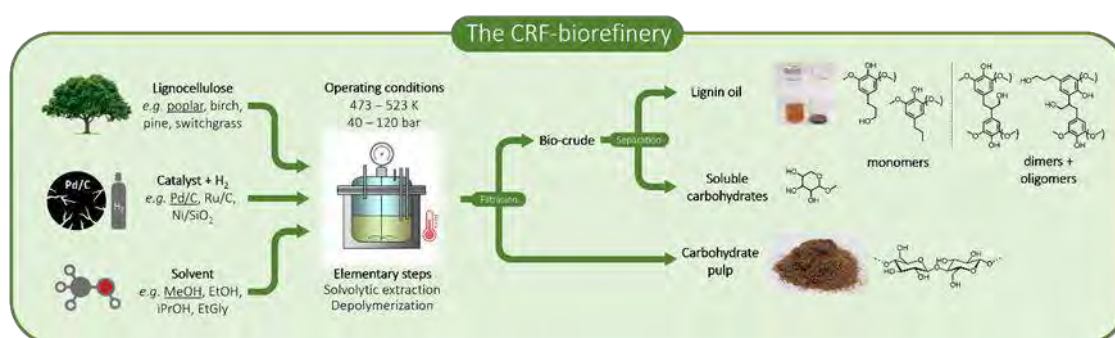 The CRF-biorefinery
Lignocellulose
e.g. poplar, birch,
pine, switchgrass
Pd/C
H₂
Catalyst + H₂
e.g. Pd/C, Ru/C,
Ni/SiO₂
Solvent
e.g. MeOH, EtOH,
iPrOH, EtGly
Operating conditions
473 – 523 K
40 – 120 bar
Elementary steps
Solvolytic extraction
Depolymerization
Filtration
Bio-crude
Separation
Lignin oil
monomers
dimers +
oligomers
Soluble
carbohydrates
Carbohydrate
pulp